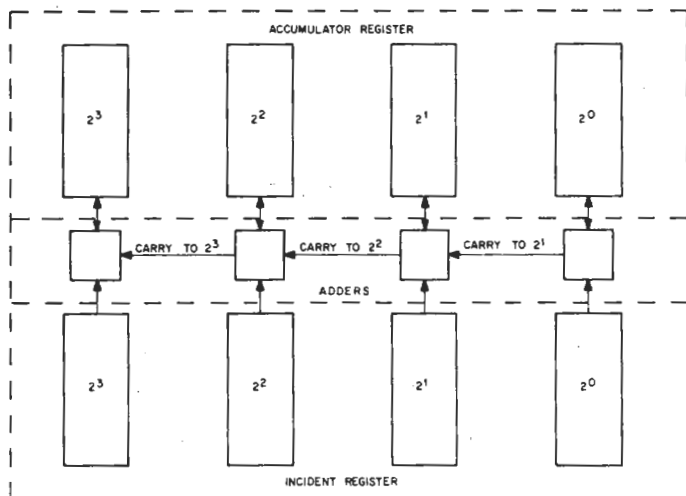 ACCUMULATOR REGISTER
2³ 2² 2¹ 2⁰
CARRY TO 2³ CARRY TO 2² CARRY TO 2¹
ADDERS
2³ 2² 2¹ 2⁰
INCIDENT REGISTER